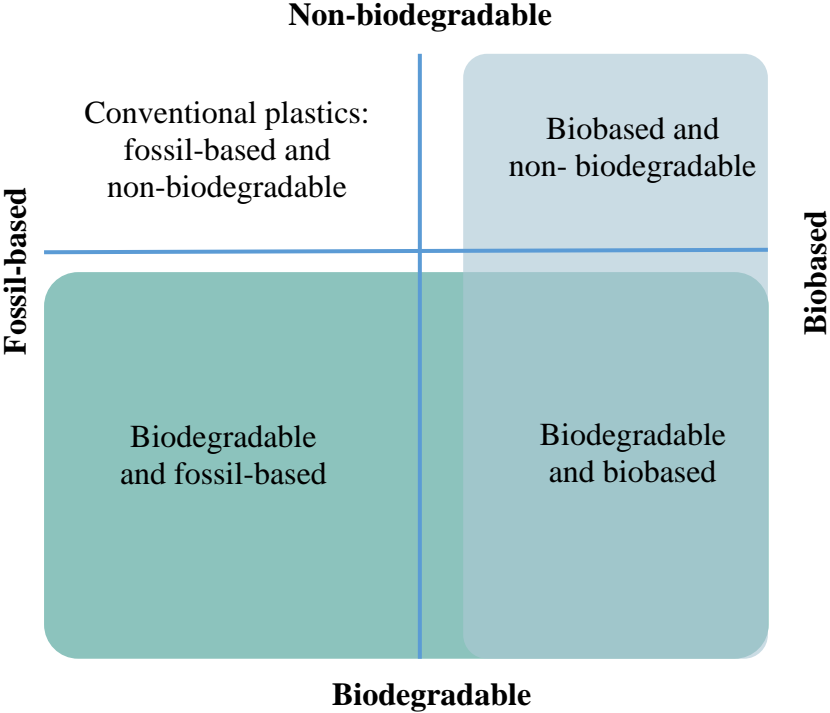 Non-biodegradable
Conventional plastics:
fossil-based and
non-biodegradable
Biobased and
non- biodegradable
Fossil-based
Biobased
Biodegradable
and fossil-based
Biodegradable
and biobased
Biodegradable